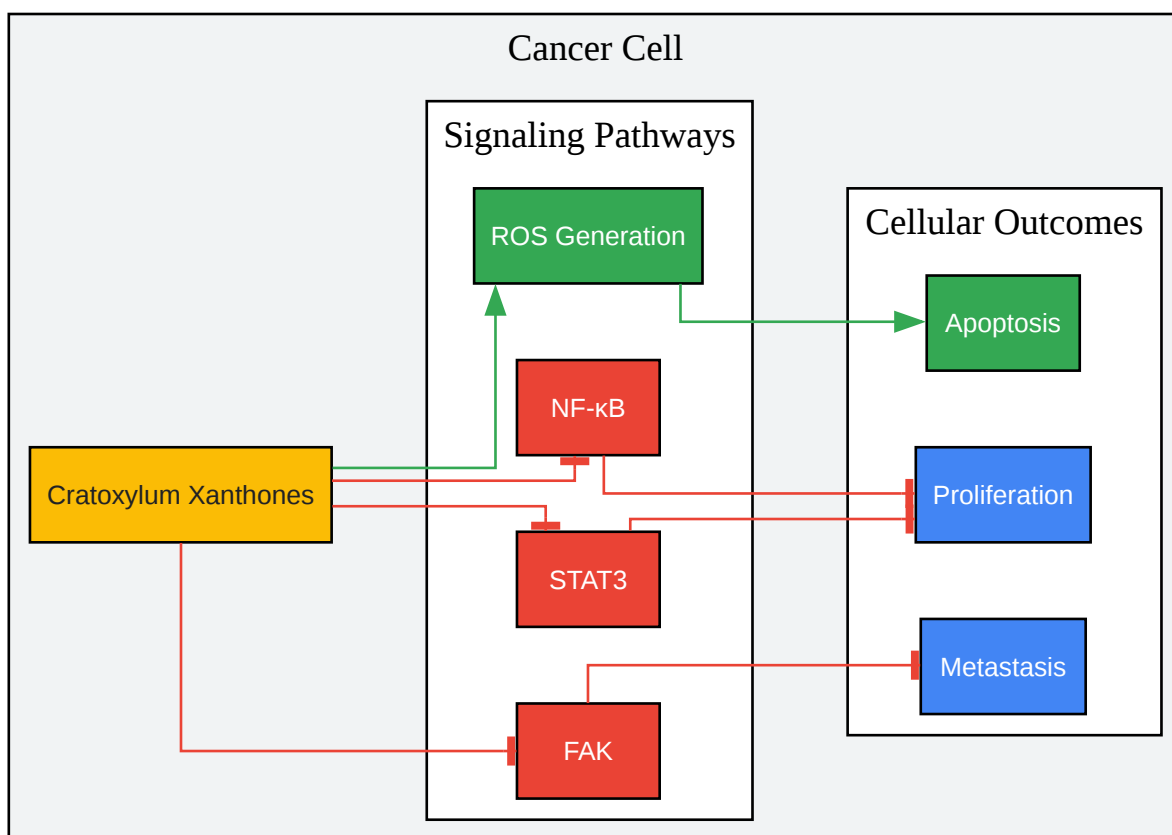 Cancer Cell
Signaling Pathways
ROS Generation
Cellular Outcomes
Apoptosis
NF-κB
Cratoxylum Xanthones
Proliferation
STAT3
Metastasis
FAK